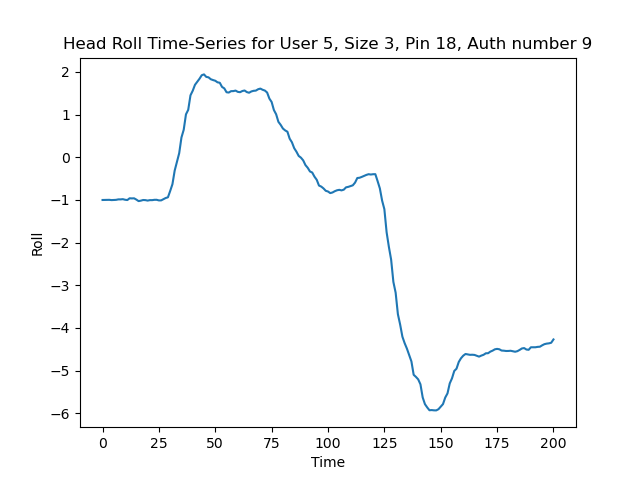 Head Roll Time-Series for User 5, Size 3, Pin 18, Auth number 9
2
1
0
−1
−2
−3
−4
−5
−6
Roll
0 25 50 75 100 125 150 175 200
Time